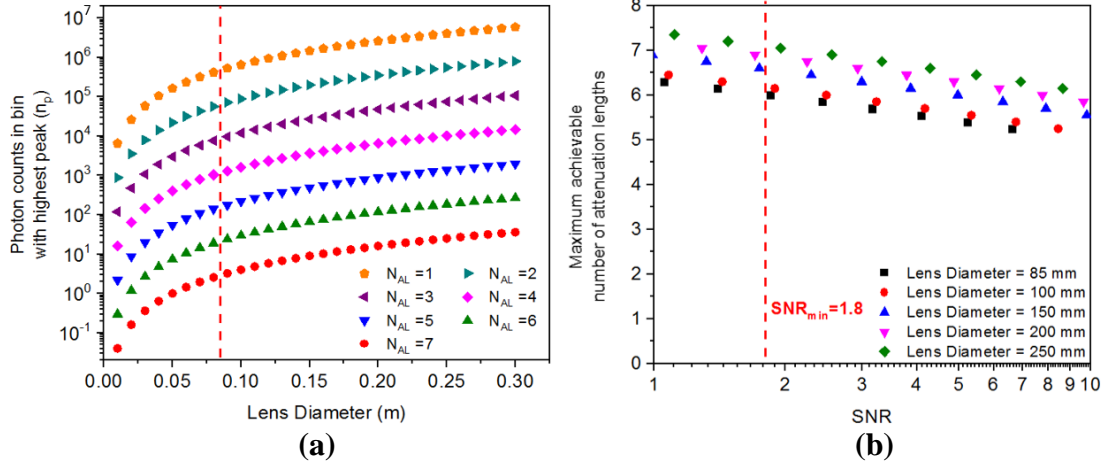 Photon counts in bin
with highest peak (n_p)
10^7
10^6
10^5
10^4
10^3
10^2
10^1
10^0
10^-1
N_AL =1
N_AL =2
N_AL =3
N_AL =4
N_AL =5
N_AL =6
N_AL =7
0.00 0.05 0.10 0.15 0.20 0.25 0.30
Lens Diameter (m)
(a)
Maximum achievable
number of attenuation lengths
8
7
6
5
4
3
2
1
0
SNR_min=1.8
Lens Diameter = 85 mm
Lens Diameter = 100 mm
Lens Diameter = 150 mm
Lens Diameter = 200 mm
Lens Diameter = 250 mm
1 2 3 4 5 6 7 8 9 10
SNR
(b)